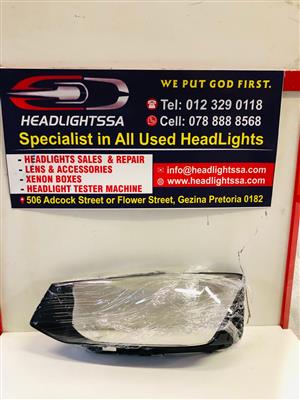 WE PUT GOD FIRST.
HEADLIGHTSSA
Tel: 012 329 0118
Cell: 078 888 8568
Specialist in All Used HeadLights
- HEADLIGHTS SALES & REPAIR
- LENS & ACCESSORIES
- XENON BOXES
- HEADLIGHT TESTER MACHINE
info@headlightssa.com
www.headlightssa.com
506 Adcock Street or Flower Street, Gezina Pretoria 0182